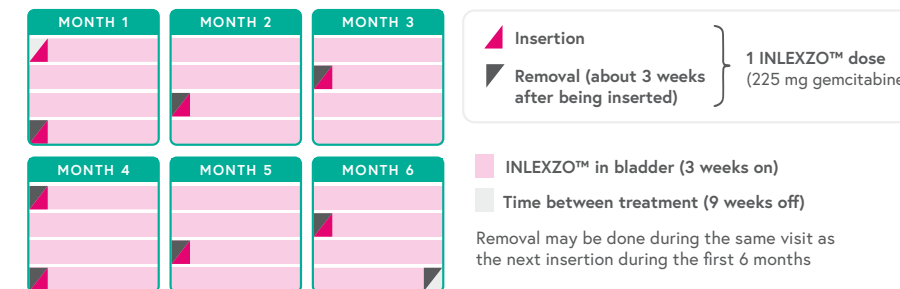 MONTH 1
MONTH 2
MONTH 3
Insertion
Removal (about 3 weeks
after being inserted)
1 INLEXZO™ dose
(225 mg gemcitabine
MONTH 4
MONTH 5
MONTH 6
INLEXZO™ in bladder (3 weeks on)
Time between treatment (9 weeks off)
Removal may be done during the same visit as
the next insertion during the first 6 months